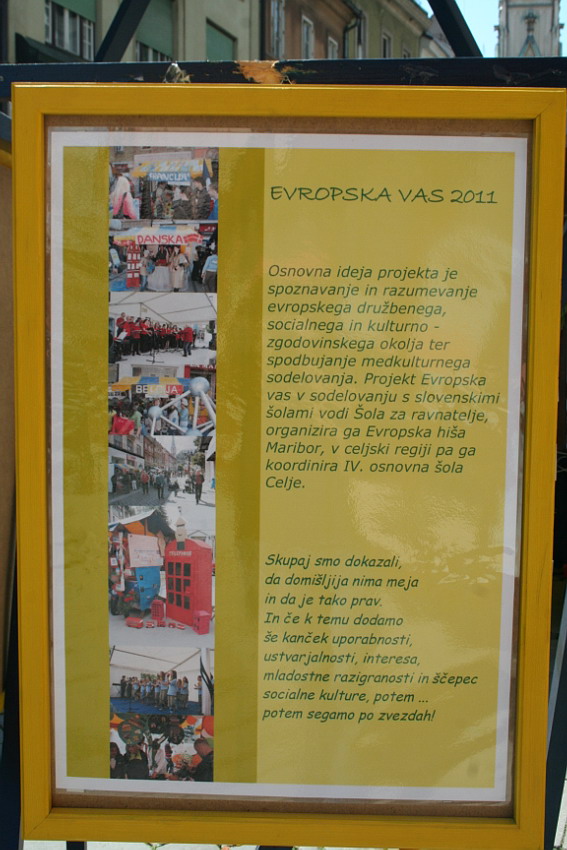 EVROPSKA VAS 2011
Osnovna ideja projekta je
spoznavanje in razumevanje
evropskega družbenega,
socialnega in kulturno -
zgodovinskega okolja ter
spodbujanje medkulturnega
sodelovanja. Projekt Evropska
vas v sodelovanju s slovenskimi
šolami vodi Šola za ravnatelje,
organizira ga Evropska hiša
Maribor, v celjski regiji pa ga
koordinira IV. osnovna šola
Celje.
Skupaj smo dokazali,
da domišljija nima meja
in da je tako prav.
In če k temu dodamo
še kanček uporabnosti,
ustvarjalnosti, interesa,
mladostne razigranosti in ščepec
socialne kulture, potem ...
potem segamo po zvezdah!
DANSKA
BELGIJA